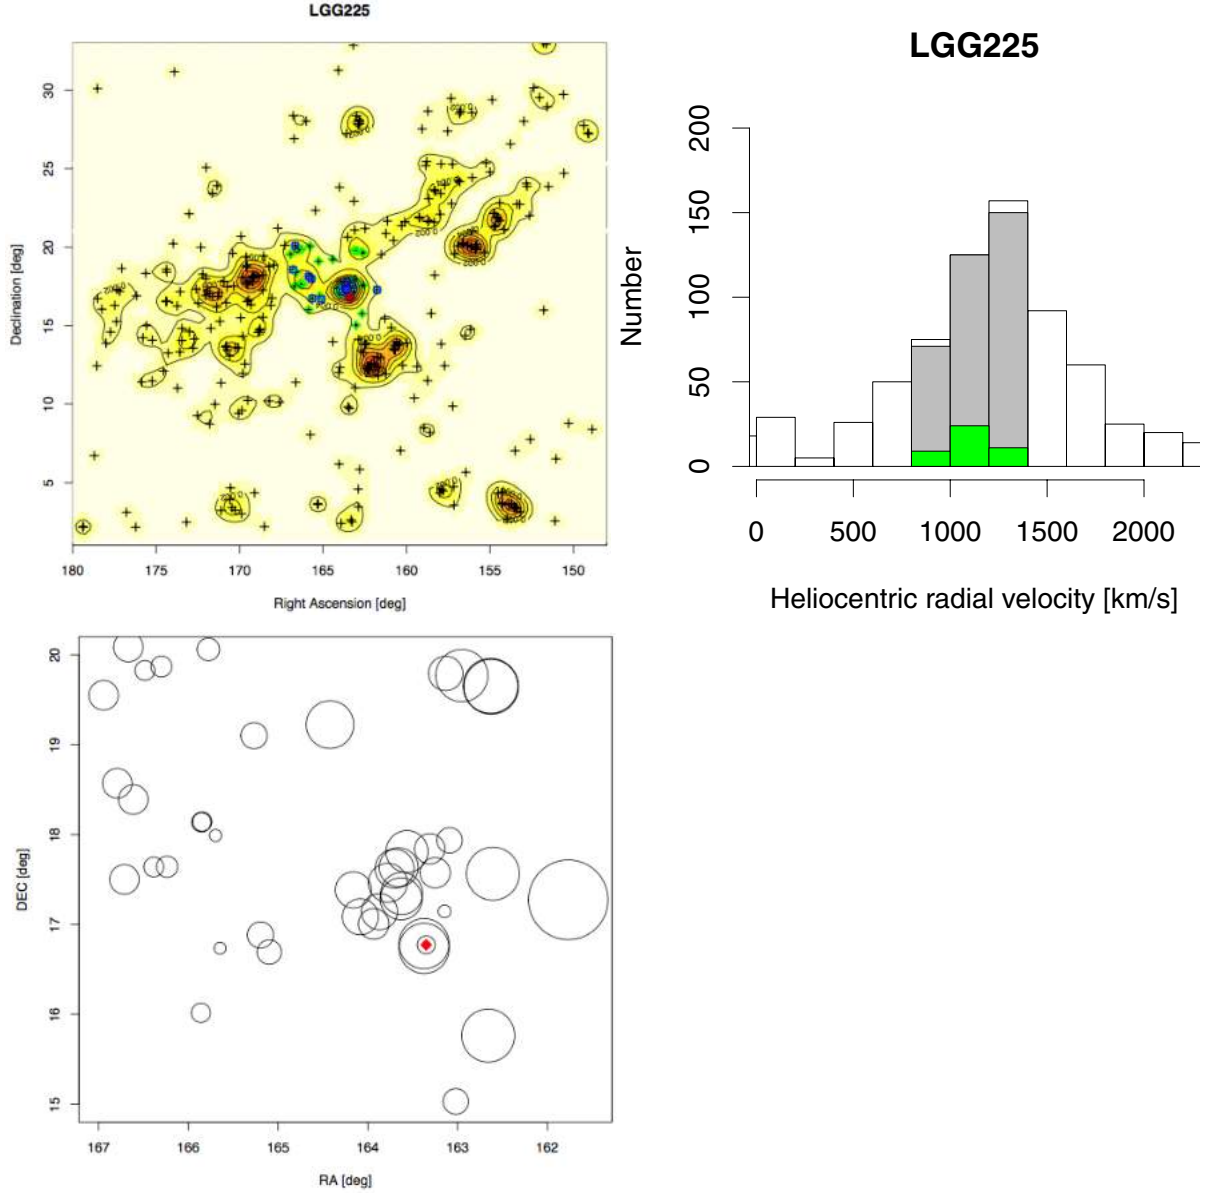 LGG225
30
25
20
15
10
5
Declination [deg]
180 175 170 165 160 155 150
Right Ascension [deg]
LGG225
200
150
100
50
0
Number
0 500 1000 1500 2000
Heliocentric radial velocity [km/s]
20
19
18
17
16
15
DEC [deg]
167 166 165 164 163 162
RA [deg]